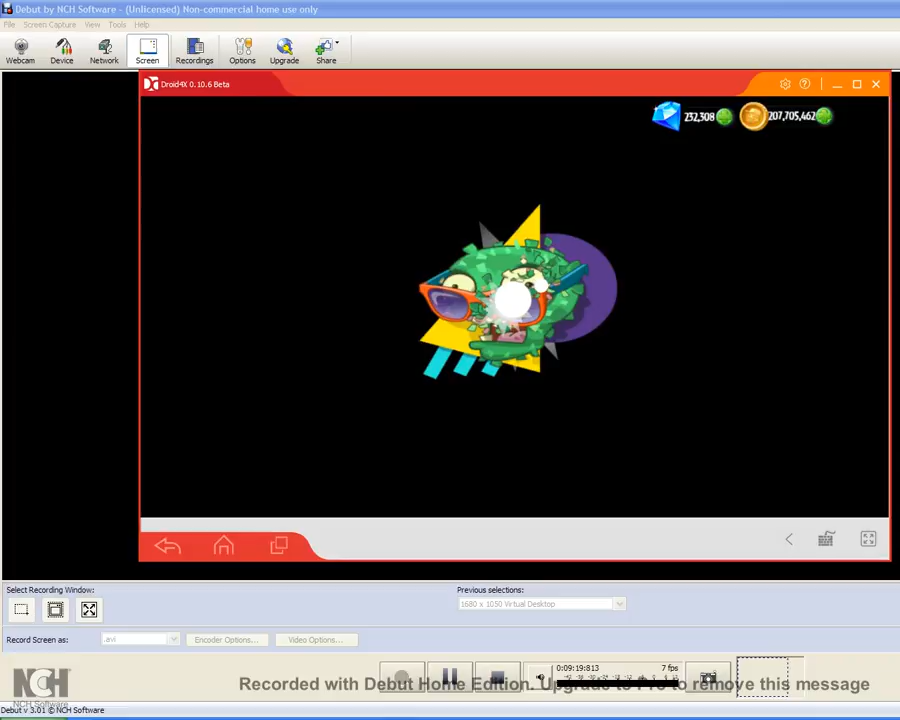 Debut by NCH Software - (Unlicensed) Non-commercial home use only
File Screen Capture View Tools Help
Webcam Device Network Screen Recordings Options Upgrade Share
Droid4X 0.10.6 Beta
232,308 207,705,462
Select Recording Window: Previous selections:
1680 x 1050 Virtual Desktop
Record Screen as: .avi Encoder Options... Video Options...
0:09:19:813 7 fps
NCH
NCH Software
Recorded with Debut Home Edition. Upgrade to Pro to remove this message
Debut v 3.01 © NCH Software